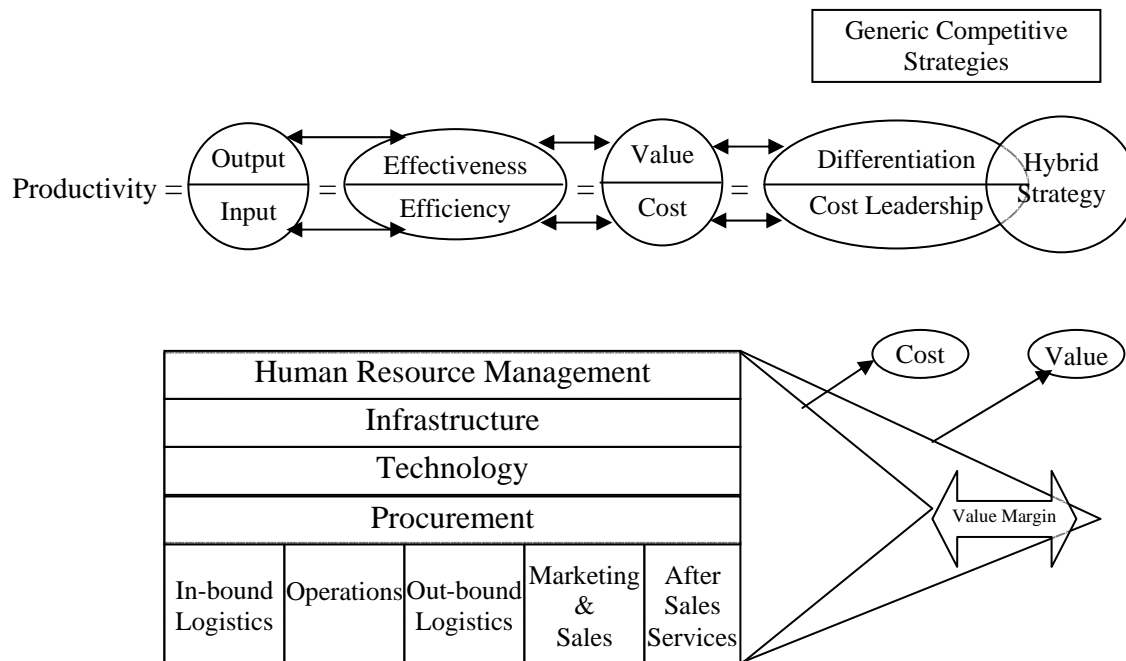 Generic Competitive
Strategies
Productivity = Output = Effectiveness = Value = Differentiation Hybrid
Input Efficiency Cost Cost Leadership Strategy
Cost Value
Human Resource Management
Infrastructure
Technology
Procurement
Value Margin
In-bound
Logistics
Operations
Out-bound
Logistics
Marketing
&
Sales
After
Sales
Services